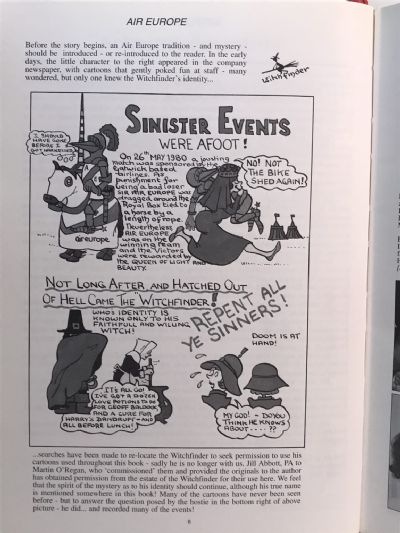 AIR EUROPE
Before the story begins, an Air Europe tradition - and mystery -
should be introduced - or re-introduced to the reader. In the early
days, the little character to the right appeared in the company
newspaper, with cartoons that gently poked fun at staff - many
wondered, but only one knew the Witchfinder's identity...
Witchfinder
SINISTER EVENTS
WERE AFOOT!
I SHOULD
HAVE GONE
BEFORE I
GOT HARNESSED
On 26th MAY 1980 a jousting
match was sponsored by the
Gatwick based
airlines. As
punishment for
being a bad loser
SIR AIR EUROPE was
dragged around the
Royal Box tied to
a horse by a
length of rope.
Nevertheless
AIR EUROPE
was on the
winning team
and the victors
were rewarded by
the QUEEN OF LIGHT AND
BEAUTY.
NO! NOT
THE BIKE
SHED AGAIN!
air europe
NOT LONG AFTER AND HATCHED OUT
OF HELL CAME THE "WITCHFINDER!
WHO'S IDENTITY IS
KNOWN ONLY TO HIS
FAITHFULL AND WILLING
WITCH!
REPENT ALL
YE SINNERS!
DOOM IS AT
HAND!
IT'S ALL GO!
I'VE GOT A DOZEN
LOVE POTIONS TO DO
FOR GEOFF BALDOCK
AND A CURE FOR
HARRY'S DANDRUFF - AND
ALL BEFORE LUNCH!
MY GOD! - DO YOU
THINK HE KNOWS
ABOUT....??
...searches have been made to re-locate the Witchfinder to seek permission to use his
cartoons used throughout this book - sadly he is no longer with us. Jill Abbott, PA to
Martin O'Regan, who 'commissioned' them and provided the originals to the author
has obtained permission from the estate of the Witchfinder for their use here. We feel
that the spirit of the mystery as to his identity should continue, although his true name
is mentioned somewhere in this book! Many of the cartoons have never been seen
before - but to answer the question posed by the hostie in the bottom right of above
picture - he did... and recorded many of the events!
8